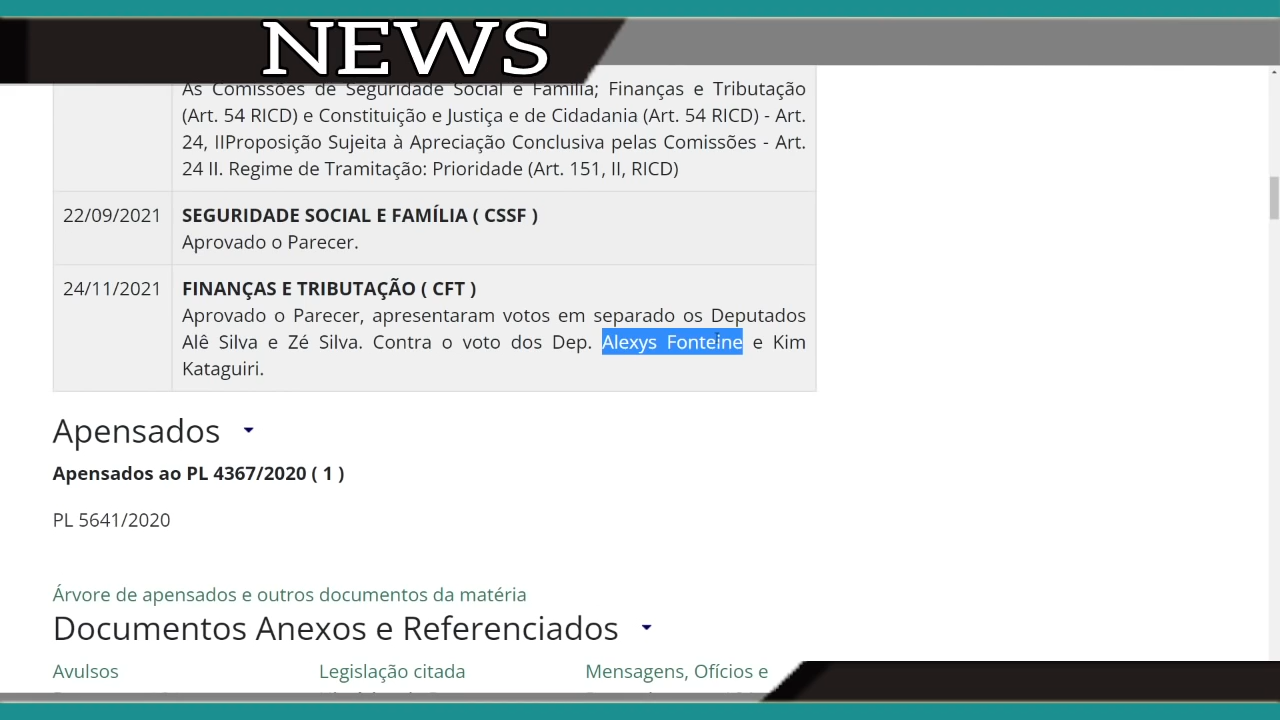 NEWS
Às Comissões de Seguridade Social e Família; Finanças e Tributação
(Art. 54 RICD) e Constituição e Justiça e de Cidadania (Art. 54 RICD) - Art.
24, IIProposição Sujeita à Apreciação Conclusiva pelas Comissões - Art.
24 II. Regime de Tramitação: Prioridade (Art. 151, II, RICD)
22/09/2021 SEGURIDADE SOCIAL E FAMÍLIA ( CSSF )
Aprovado o Parecer.
24/11/2021 FINANÇAS E TRIBUTAÇÃO ( CFT )
Aprovado o Parecer, apresentaram votos em separado os Deputados
Alê Silva e Zé Silva. Contra o voto dos Dep. Alexys Fonteine e Kim
Kataguiri.
Apensados
Apensados ao PL 4367/2020 ( 1 )
PL 5641/2020
Árvore de apensados e outros documentos da matéria
Documentos Anexos e Referenciados
Avulsos Legislação citada Mensagens, Ofícios e